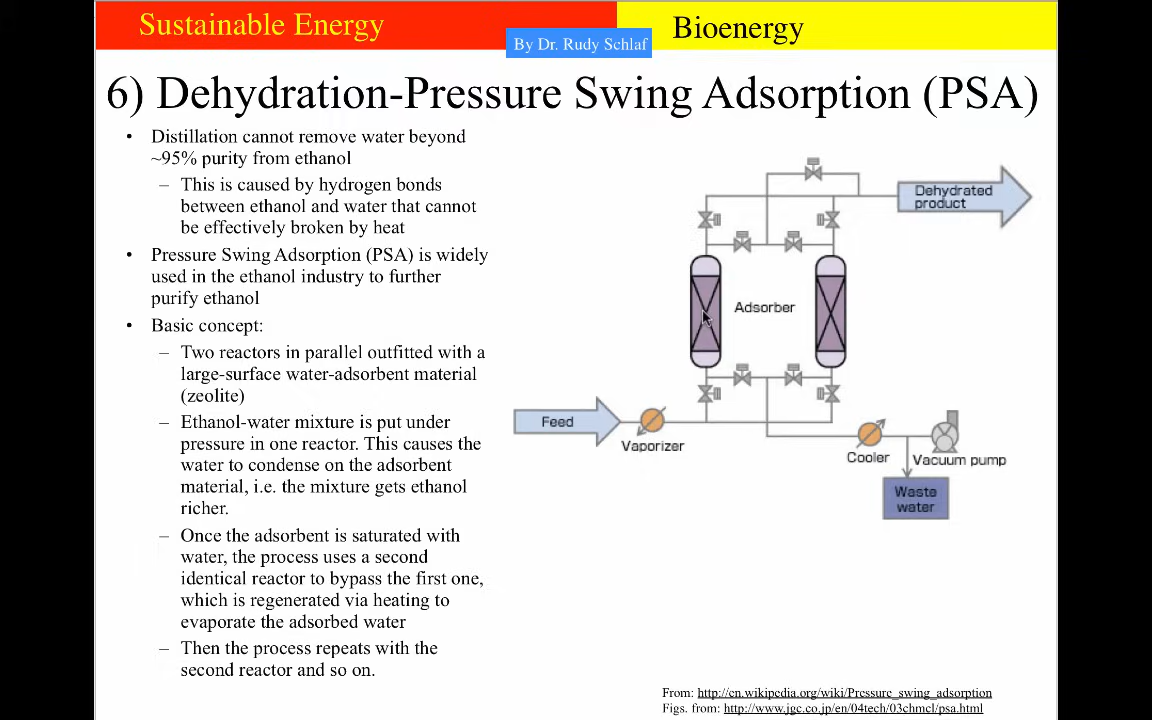 Sustainable Energy
Bioenergy
By Dr. Rudy Schlaf
6) Dehydration-Pressure Swing Adsorption (PSA)
• Distillation cannot remove water beyond
~95% purity from ethanol
– This is caused by hydrogen bonds
between ethanol and water that cannot
be effectively broken by heat
• Pressure Swing Adsorption (PSA) is widely
used in the ethanol industry to further
purify ethanol
• Basic concept:
– Two reactors in parallel outfitted with a
large-surface water-adsorbent material
(zeolite)
– Ethanol-water mixture is put under
pressure in one reactor. This causes the
water to condense on the adsorbent
material, i.e. the mixture gets ethanol
richer.
– Once the adsorbent is saturated with
water, the process uses a second
identical reactor to bypass the first one,
which is regenerated via heating to
evaporate the adsorbed water
– Then the process repeats with the
second reactor and so on.
Dehydrated
product
Adsorber
Feed
Vaporizer
Cooler
Vacuum pump
Waste
water
From: http://en.wikipedia.org/wiki/Pressure_swing_adsorption
Figs. from: http://www.jgc.co.jp/en/04tech/03chmcl/psa.html